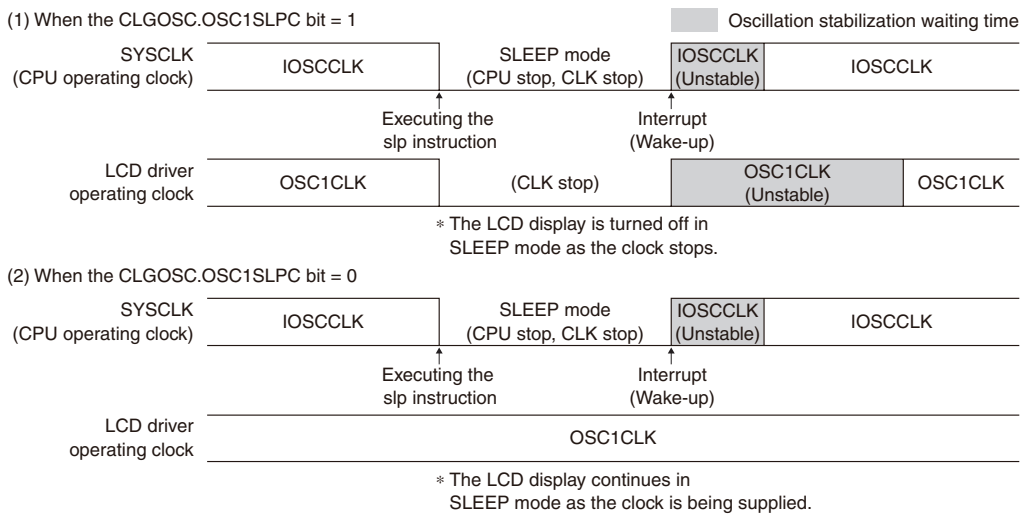 (1) When the CLGOSC.OSC1SLPC bit = 1
Oscillation stabilization waiting time
SYSCLK
(CPU operating clock)
IOSCCLK
SLEEP mode
(CPU stop, CLK stop)
IOSCCLK
(Unstable)
IOSCCLK
Executing the
slp instruction
Interrupt
(Wake-up)
LCD driver
operating clock
OSC1CLK
(CLK stop)
OSC1CLK
(Unstable)
OSC1CLK
* The LCD display is turned off in
SLEEP mode as the clock stops.
(2) When the CLGOSC.OSC1SLPC bit = 0
SYSCLK
(CPU operating clock)
IOSCCLK
SLEEP mode
(CPU stop, CLK stop)
IOSCCLK
(Unstable)
IOSCCLK
Executing the
slp instruction
Interrupt
(Wake-up)
LCD driver
operating clock
OSC1CLK
* The LCD display continues in
SLEEP mode as the clock is being supplied.